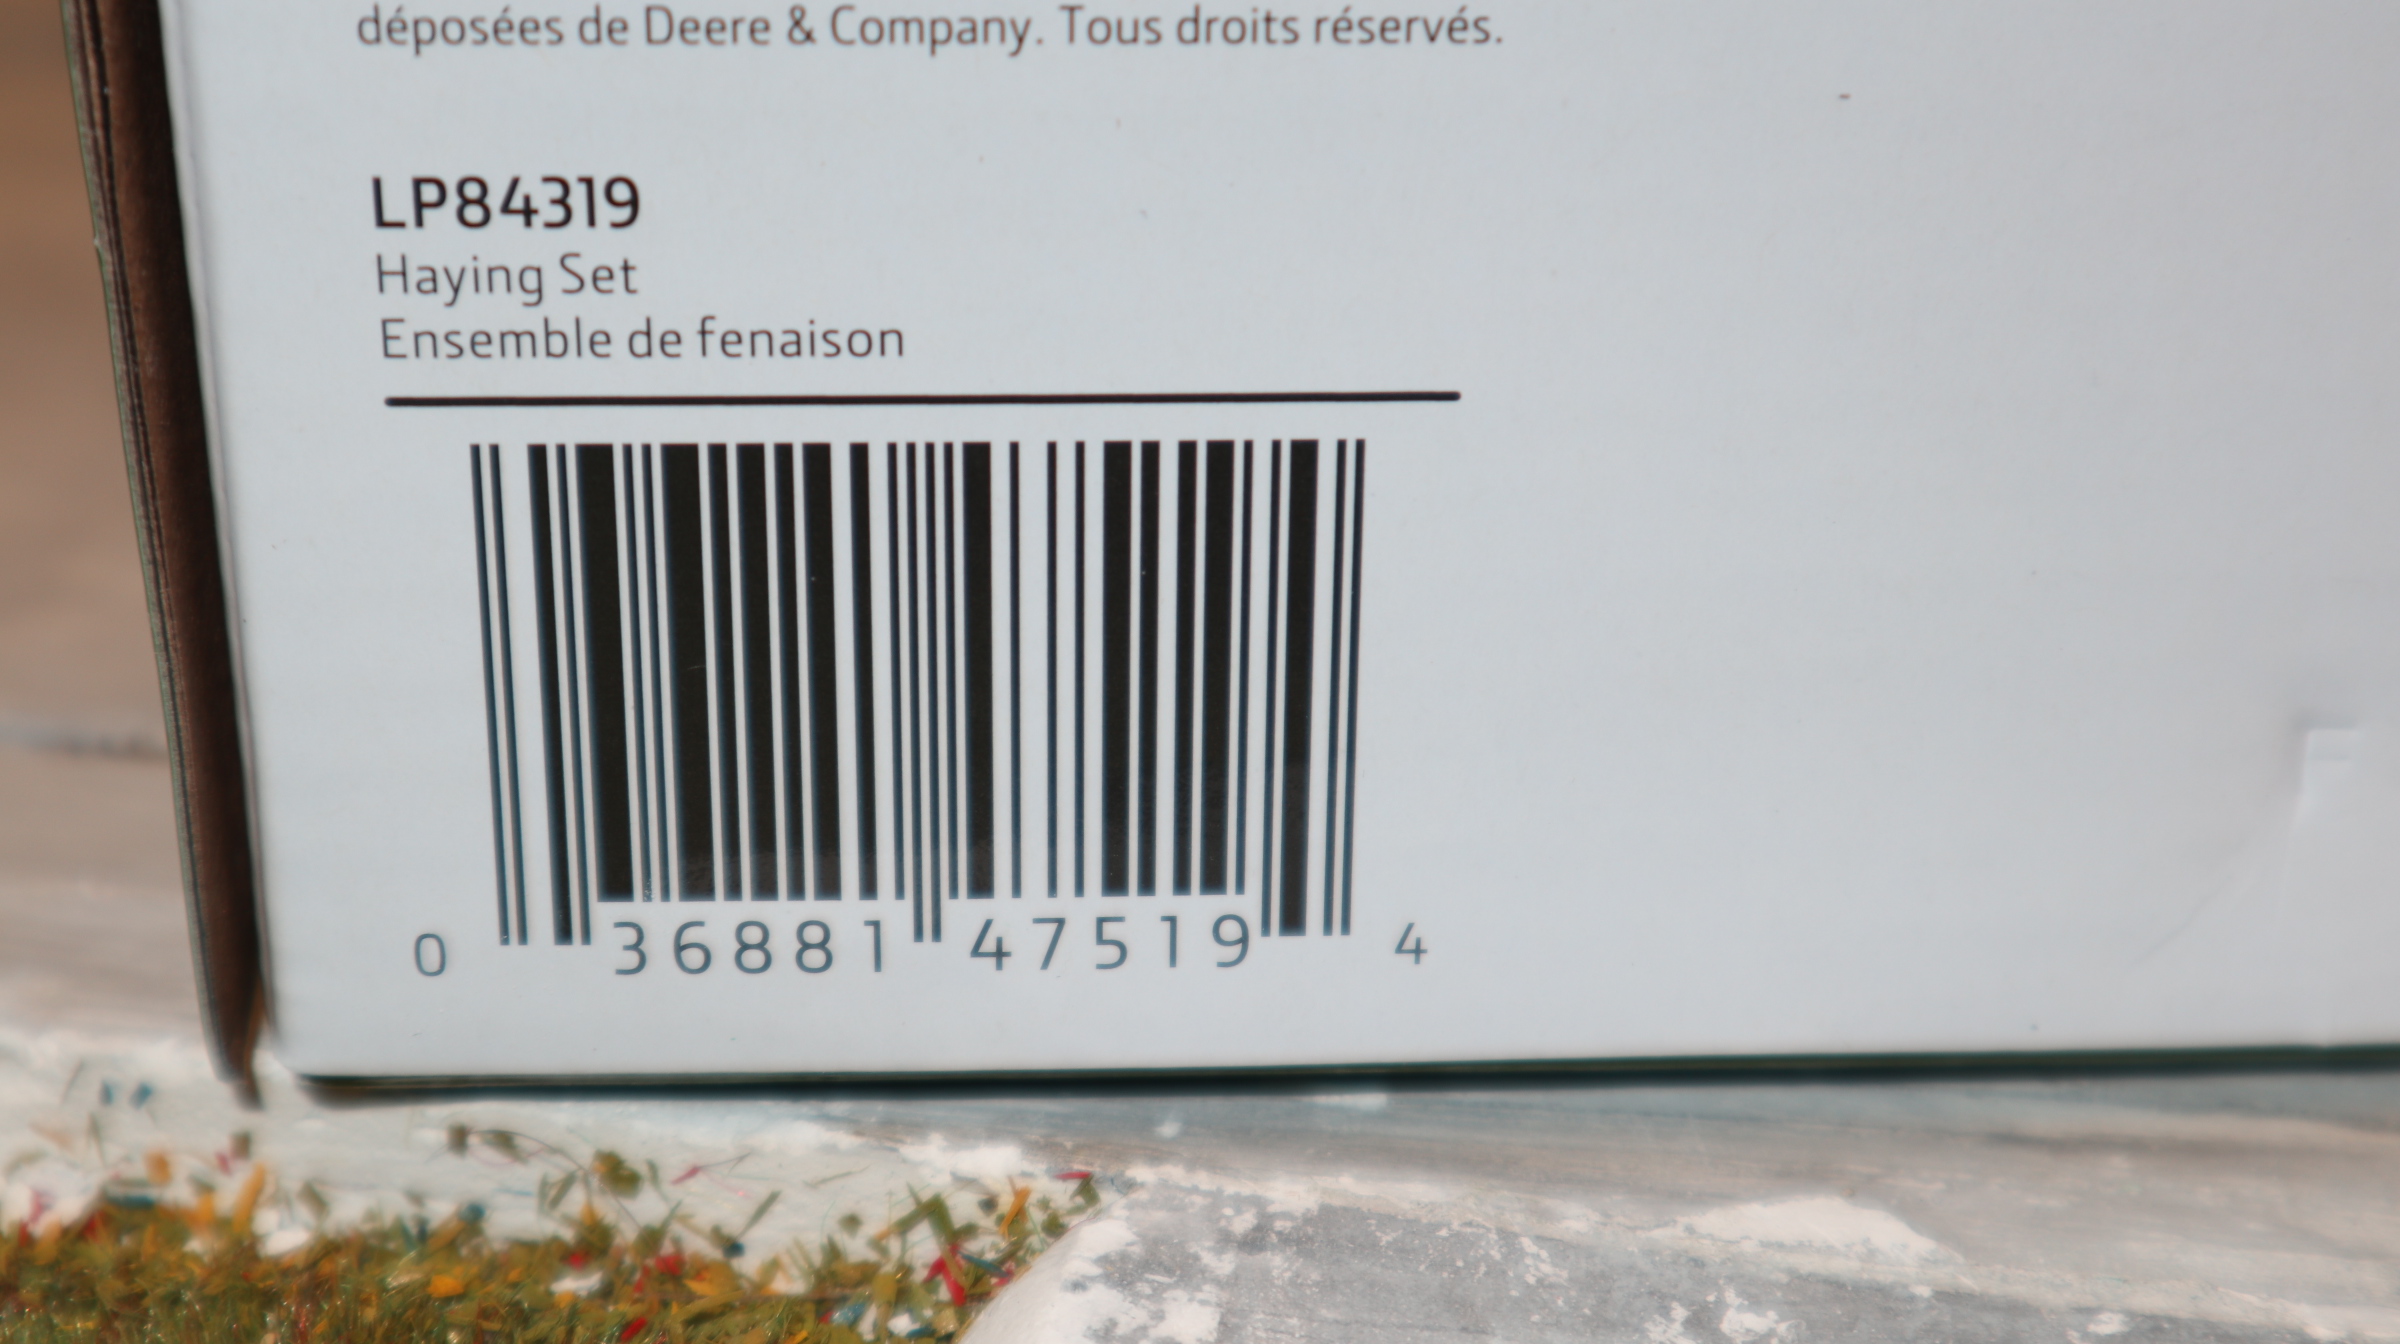 déposées de Deere & Company. Tous droits réservés.
LP84319
Haying Set
Ensemble de fenaison
0 36881 47519 4